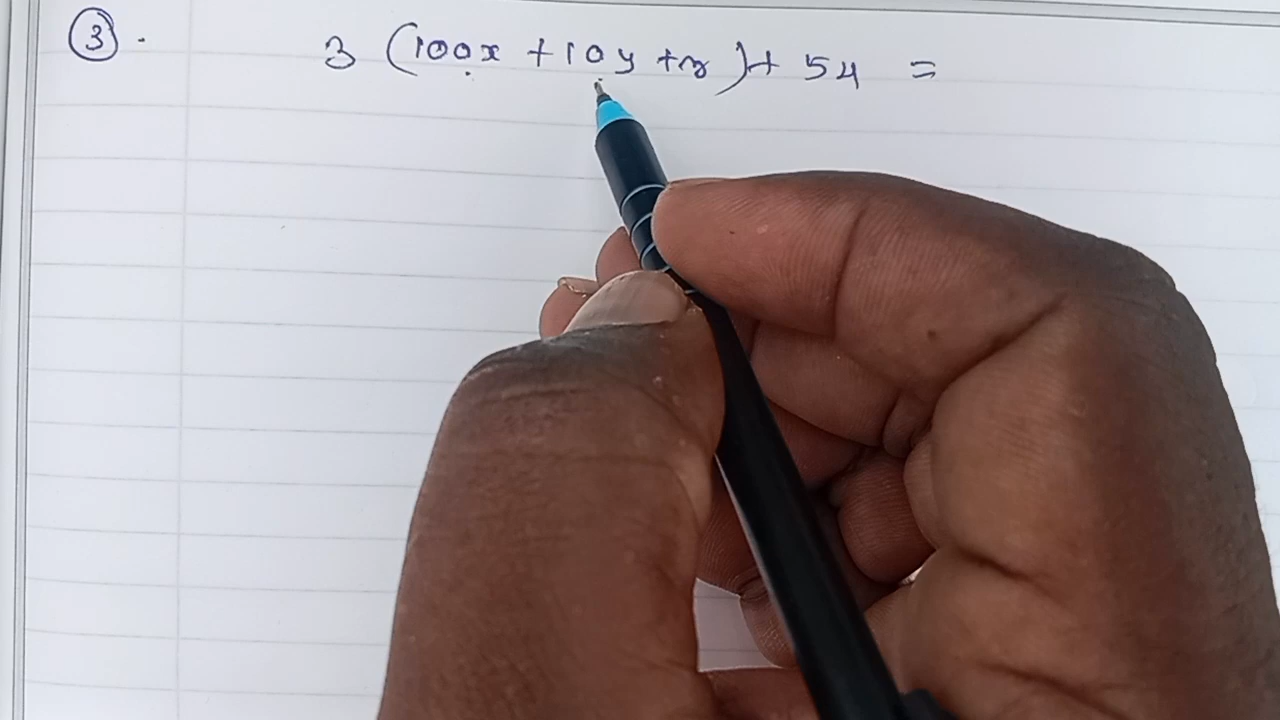 ③. 3 (100x + 10y + z) + 54 =